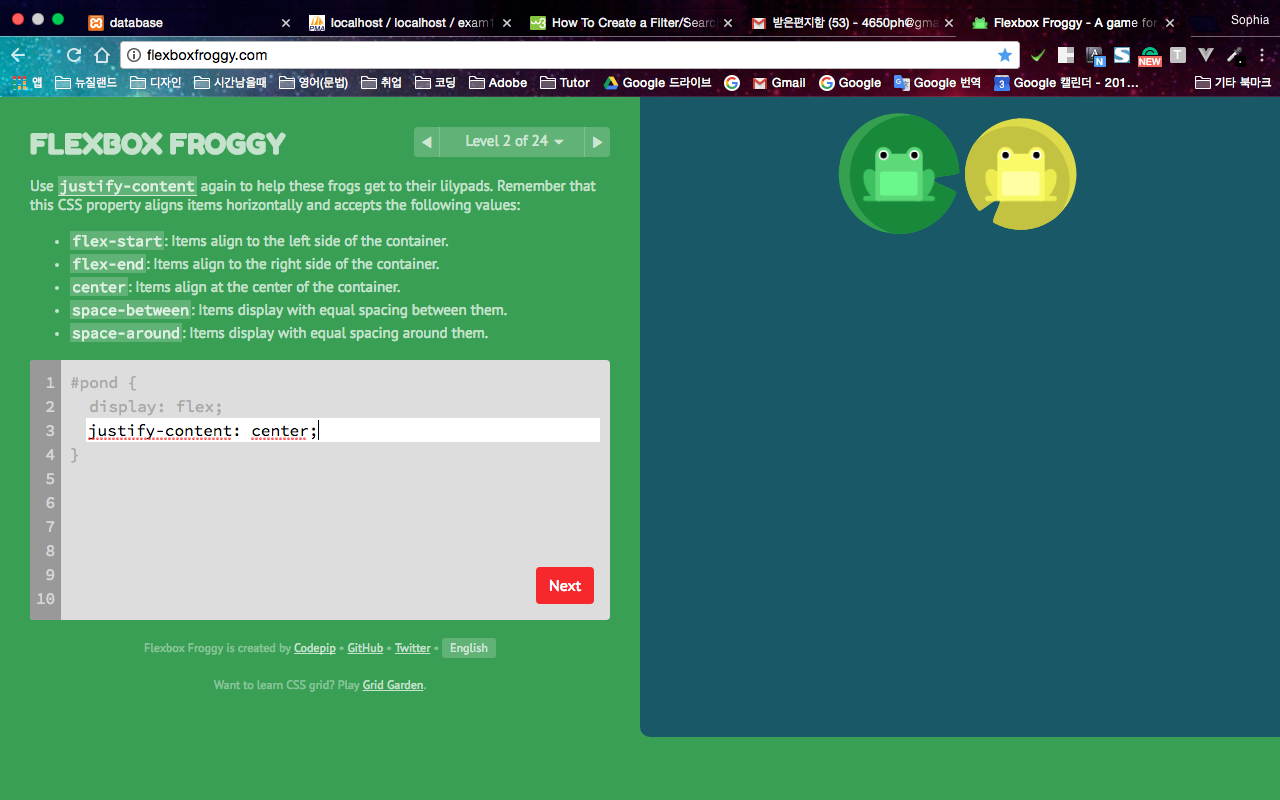 database
localhost / localhost / exam1
How To Create a Filter/Searc
받은편지함 (53) - 4650ph@gma
Flexbox Froggy - A game for
Sophia
flexboxfroggy.com
N
NEW
T
앱
뉴질랜드
디자인
시간남을때
영어(문법)
취업
코딩
Adobe
Tutor
Google 드라이브
Gmail
Google
Google 번역
3
Google 캘린더 - 201...
기타 북마크
FLEXBOX FROGGY
Level 2 of 24
Use justify-content again to help these frogs get to their lilypads. Remember that
this CSS property aligns items horizontally and accepts the following values:
• flex-start: Items align to the left side of the container.
• flex-end: Items align to the right side of the container.
• center: Items align at the center of the container.
• space-between: Items display with equal spacing between them.
• space-around: Items display with equal spacing around them.
1 #pond {
2 display: flex;
3 justify-content: center;
4 }
5
6
7
8
9
10
Next
Flexbox Froggy is created by Codepip • GitHub • Twitter • English
Want to learn CSS grid? Play Grid Garden.